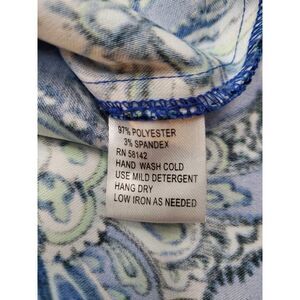 97% POLYESTER
3% SPANDEX
RN 58142
HAND WASH COLD
USE MILD DETERGENT
HANG DRY
LOW IRON AS NEEDED